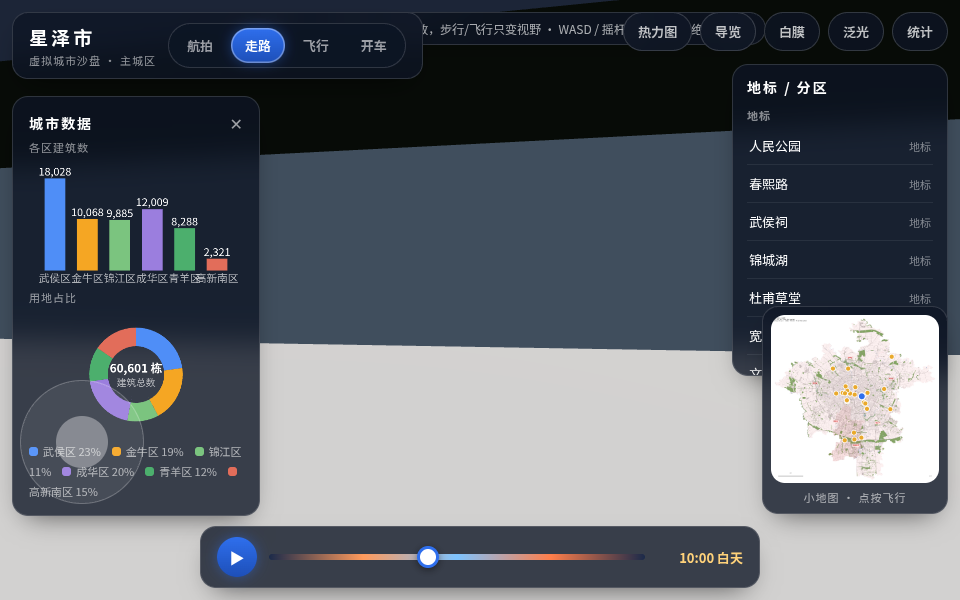 星泽市
虚拟城市沙盘 · 主城区
航拍
走路
飞行
开车
，步行/飞行只变视野 · WASD / 摇杆
热力图
导览
白膜
泛光
统计
城市数据
×
各区建筑数
18,028
10,068
9,885
12,009
8,288
2,321
武侯区
金牛区
锦江区
成华区
青羊区
高新南区
用地占比
60,601 栋
建筑总数
武侯区 23% 金牛区 19% 锦江区
11% 成华区 20% 青羊区 12%
高新南区 15%
地标 / 分区
地标
人民公园 地标
春熙路 地标
武侯祠 地标
锦城湖 地标
杜甫草堂 地标
宽
小地图 · 点按飞行
10:00 白天